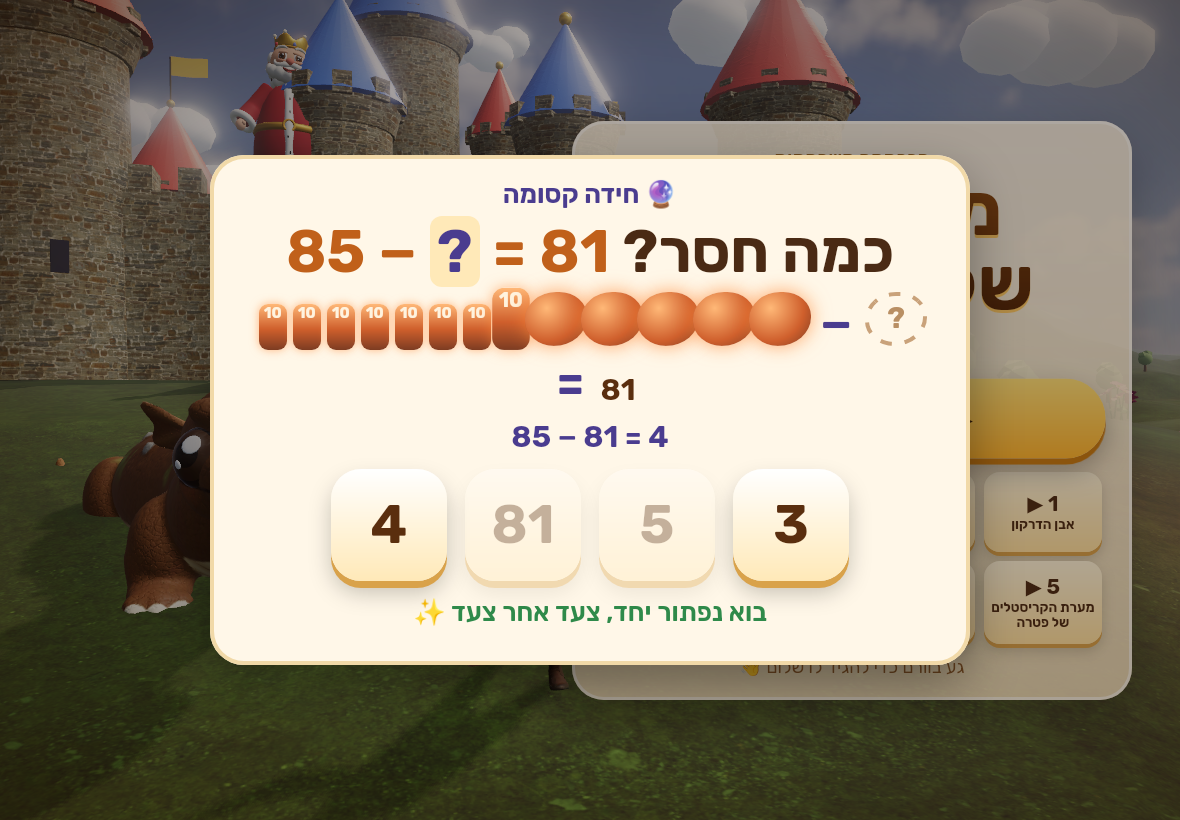 🔮 חידה קסומה
כמה חסר? 85 – ? = 81
10 10 10 10 10 10 10 10 – ?
= 81
85 – 81 = 4
4 81 5 3
בוא נפתור יחד, צעד אחר צעד ✨
1 ▶
אבן הדרקון
5 ▶
מערת הקריסטלים
של פטרה